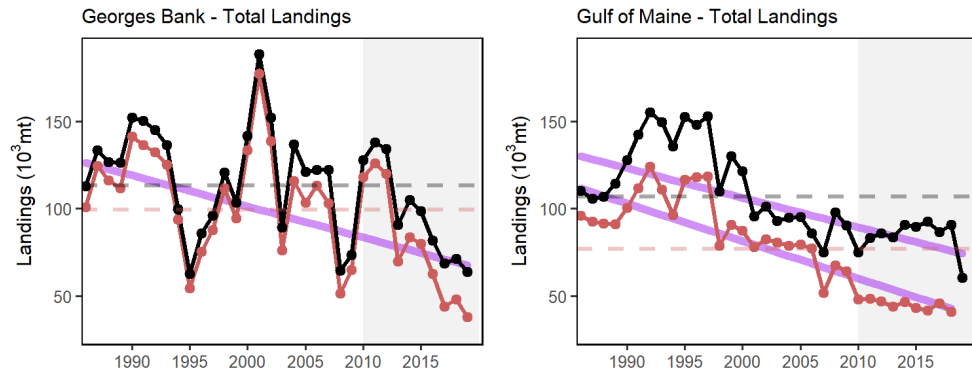 Georges Bank - Total Landings
Landings (10³mt)
150
100
50
1990 1995 2000 2005 2010 2015
Gulf of Maine - Total Landings
Landings (10³mt)
150
100
50
1990 1995 2000 2005 2010 2015